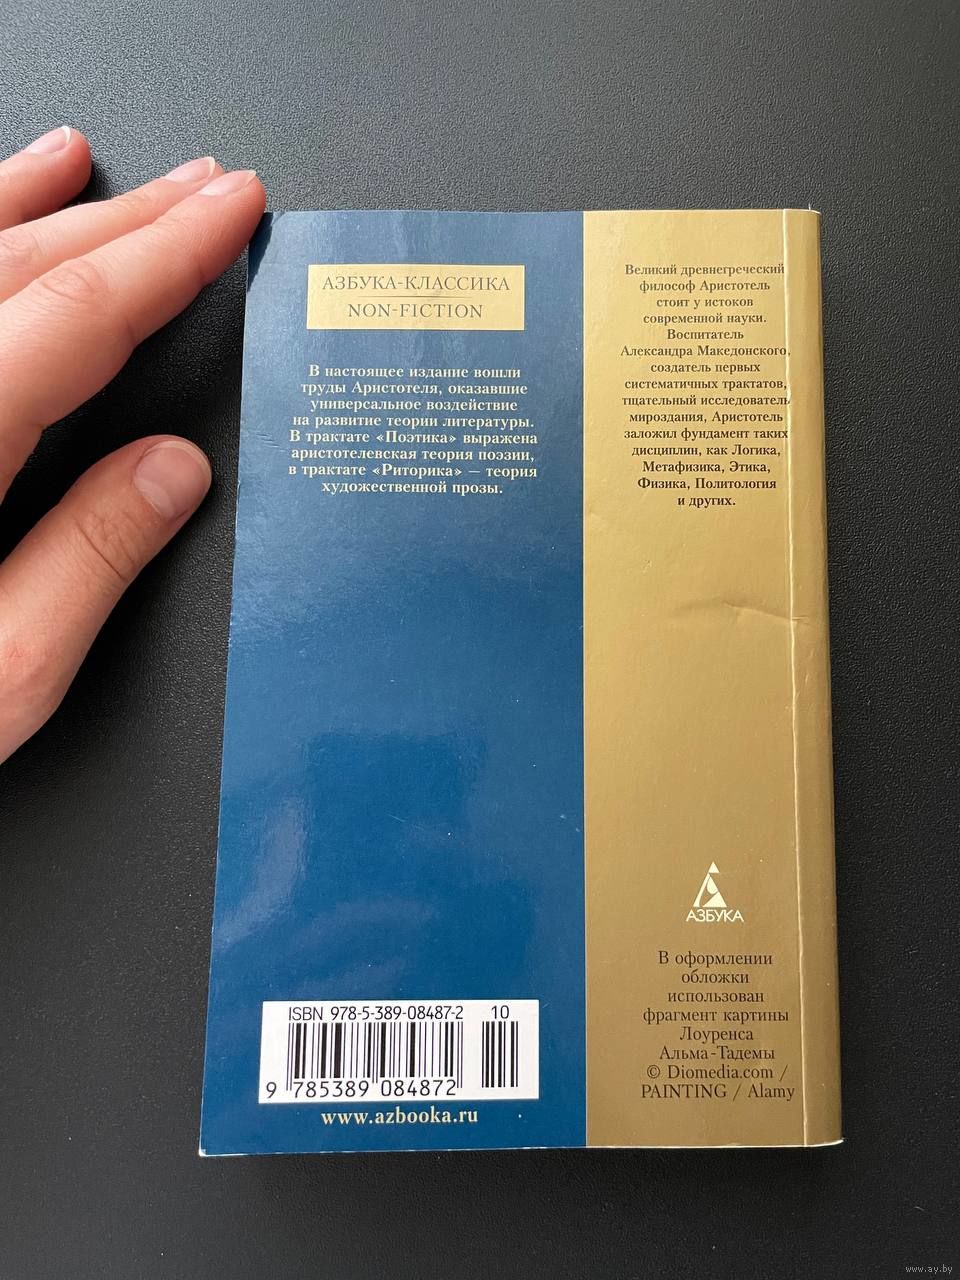 АЗБУКА-КЛАССИКА
NON-FICTION
В настоящее издание вошли
труды Аристотеля, оказавшие
универсальное воздействие
на развитие теории литературы.
В трактате «Поэтика» выражена
аристотелевская теория поэзии,
в трактате «Риторика» — теория
художественной прозы.
ISBN 978-5-389-08487-2 10
9 785389 084872
www.azbooka.ru
Великий древнегреческий
философ Аристотель
стоит у истоков
современной науки.
Воспитатель
Александра Македонского,
создатель первых
систематичных трактатов,
тщательный исследователь
мироздания, Аристотель
заложил фундамент таких
дисциплин, как Логика,
Метафизика, Этика,
Физика, Политология
и других.
АЗБУКА
В оформлении
обложки
использован
фрагмент картины
Лоуренса
Альма-Тадемы
© Diomedia.com /
PAINTING / Alamy
www.ay.by